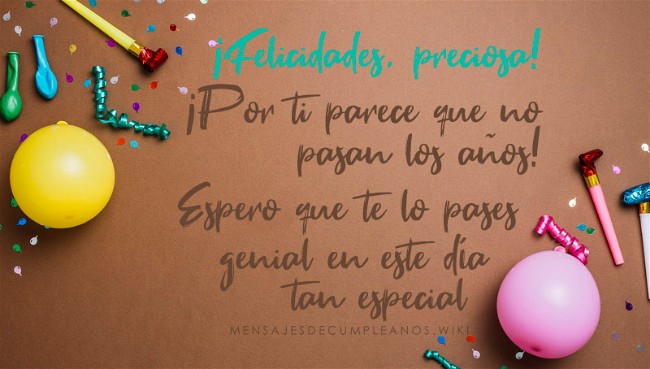 ¡Felicidades, preciosa!
¡Por ti parece que no
pasan los años!
Espero que te lo pases
genial en este día
tan especial
MENSAJESDECUMPLEANOS.WIKI